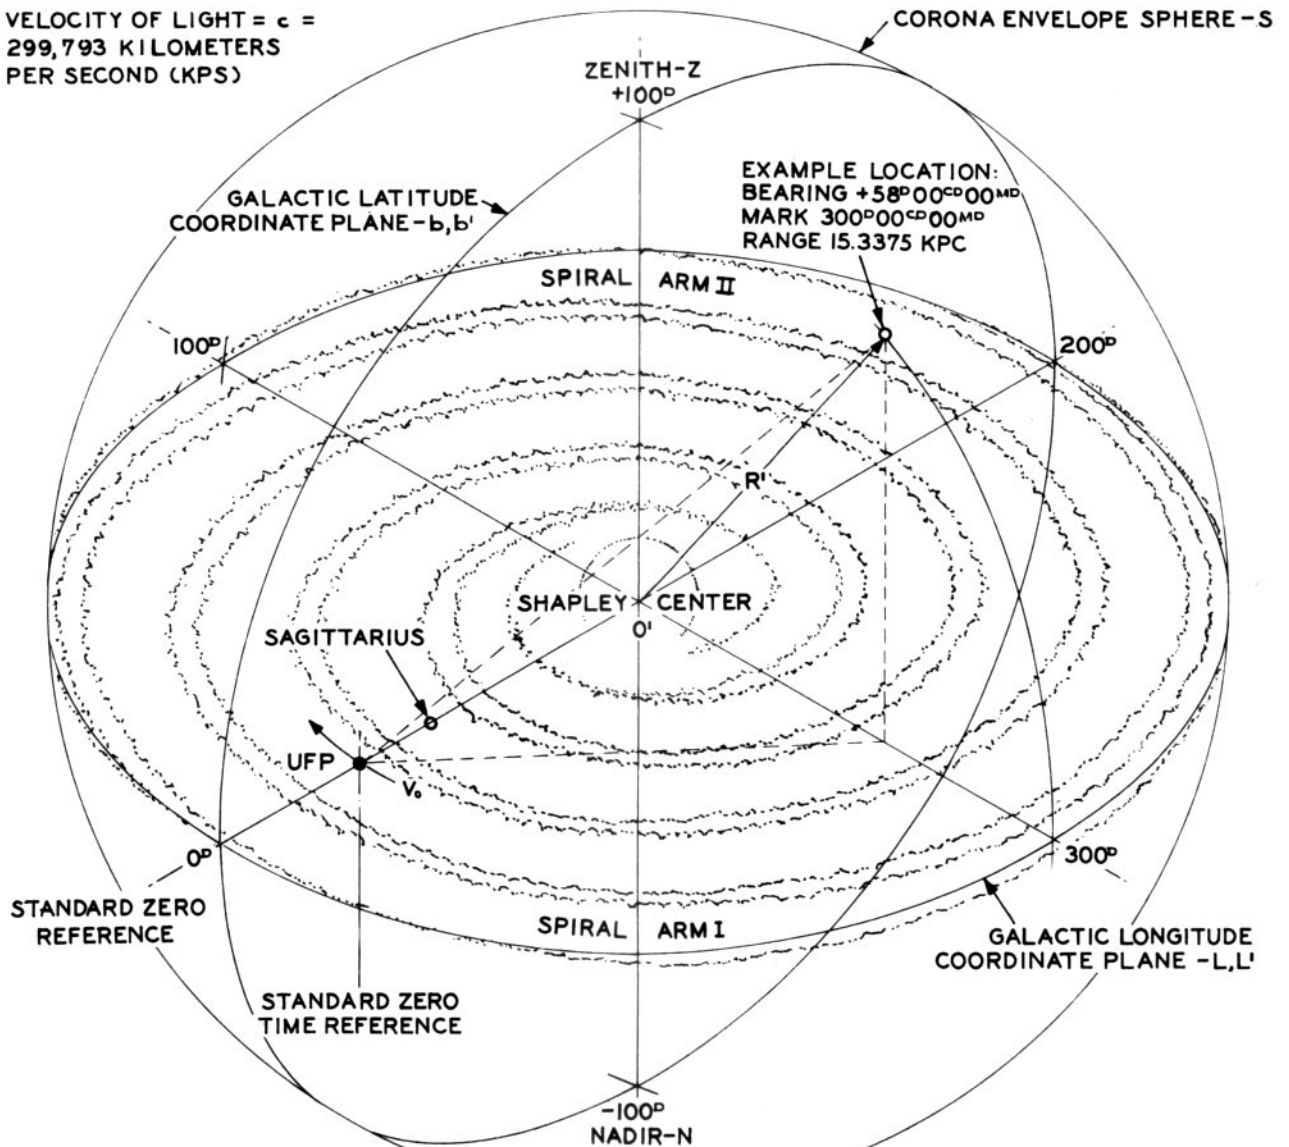 VELOCITY OF LIGHT = c =
299,793 KILOMETERS
PER SECOND (KPS)
CORONA ENVELOPE SPHERE-S
ZENITH-Z
+100ᴰ
EXAMPLE LOCATION:
BEARING +58ᴰ00ᶜᴰ00ᴹᴰ
MARK 300ᴰ00ᶜᴰ00ᴹᴰ
RANGE 15.3375 KPC
GALACTIC LATITUDE
COORDINATE PLANE-b,b'
SPIRAL ARM II
100ᴰ
200ᴰ
R'
SHAPLEY CENTER
O'
SAGITTARIUS
UFP
V₀
0ᴰ
300ᴰ
STANDARD ZERO
REFERENCE
SPIRAL ARM I
GALACTIC LONGITUDE
COORDINATE PLANE -L,L'
STANDARD ZERO
TIME REFERENCE
-100ᴰ
NADIR-N